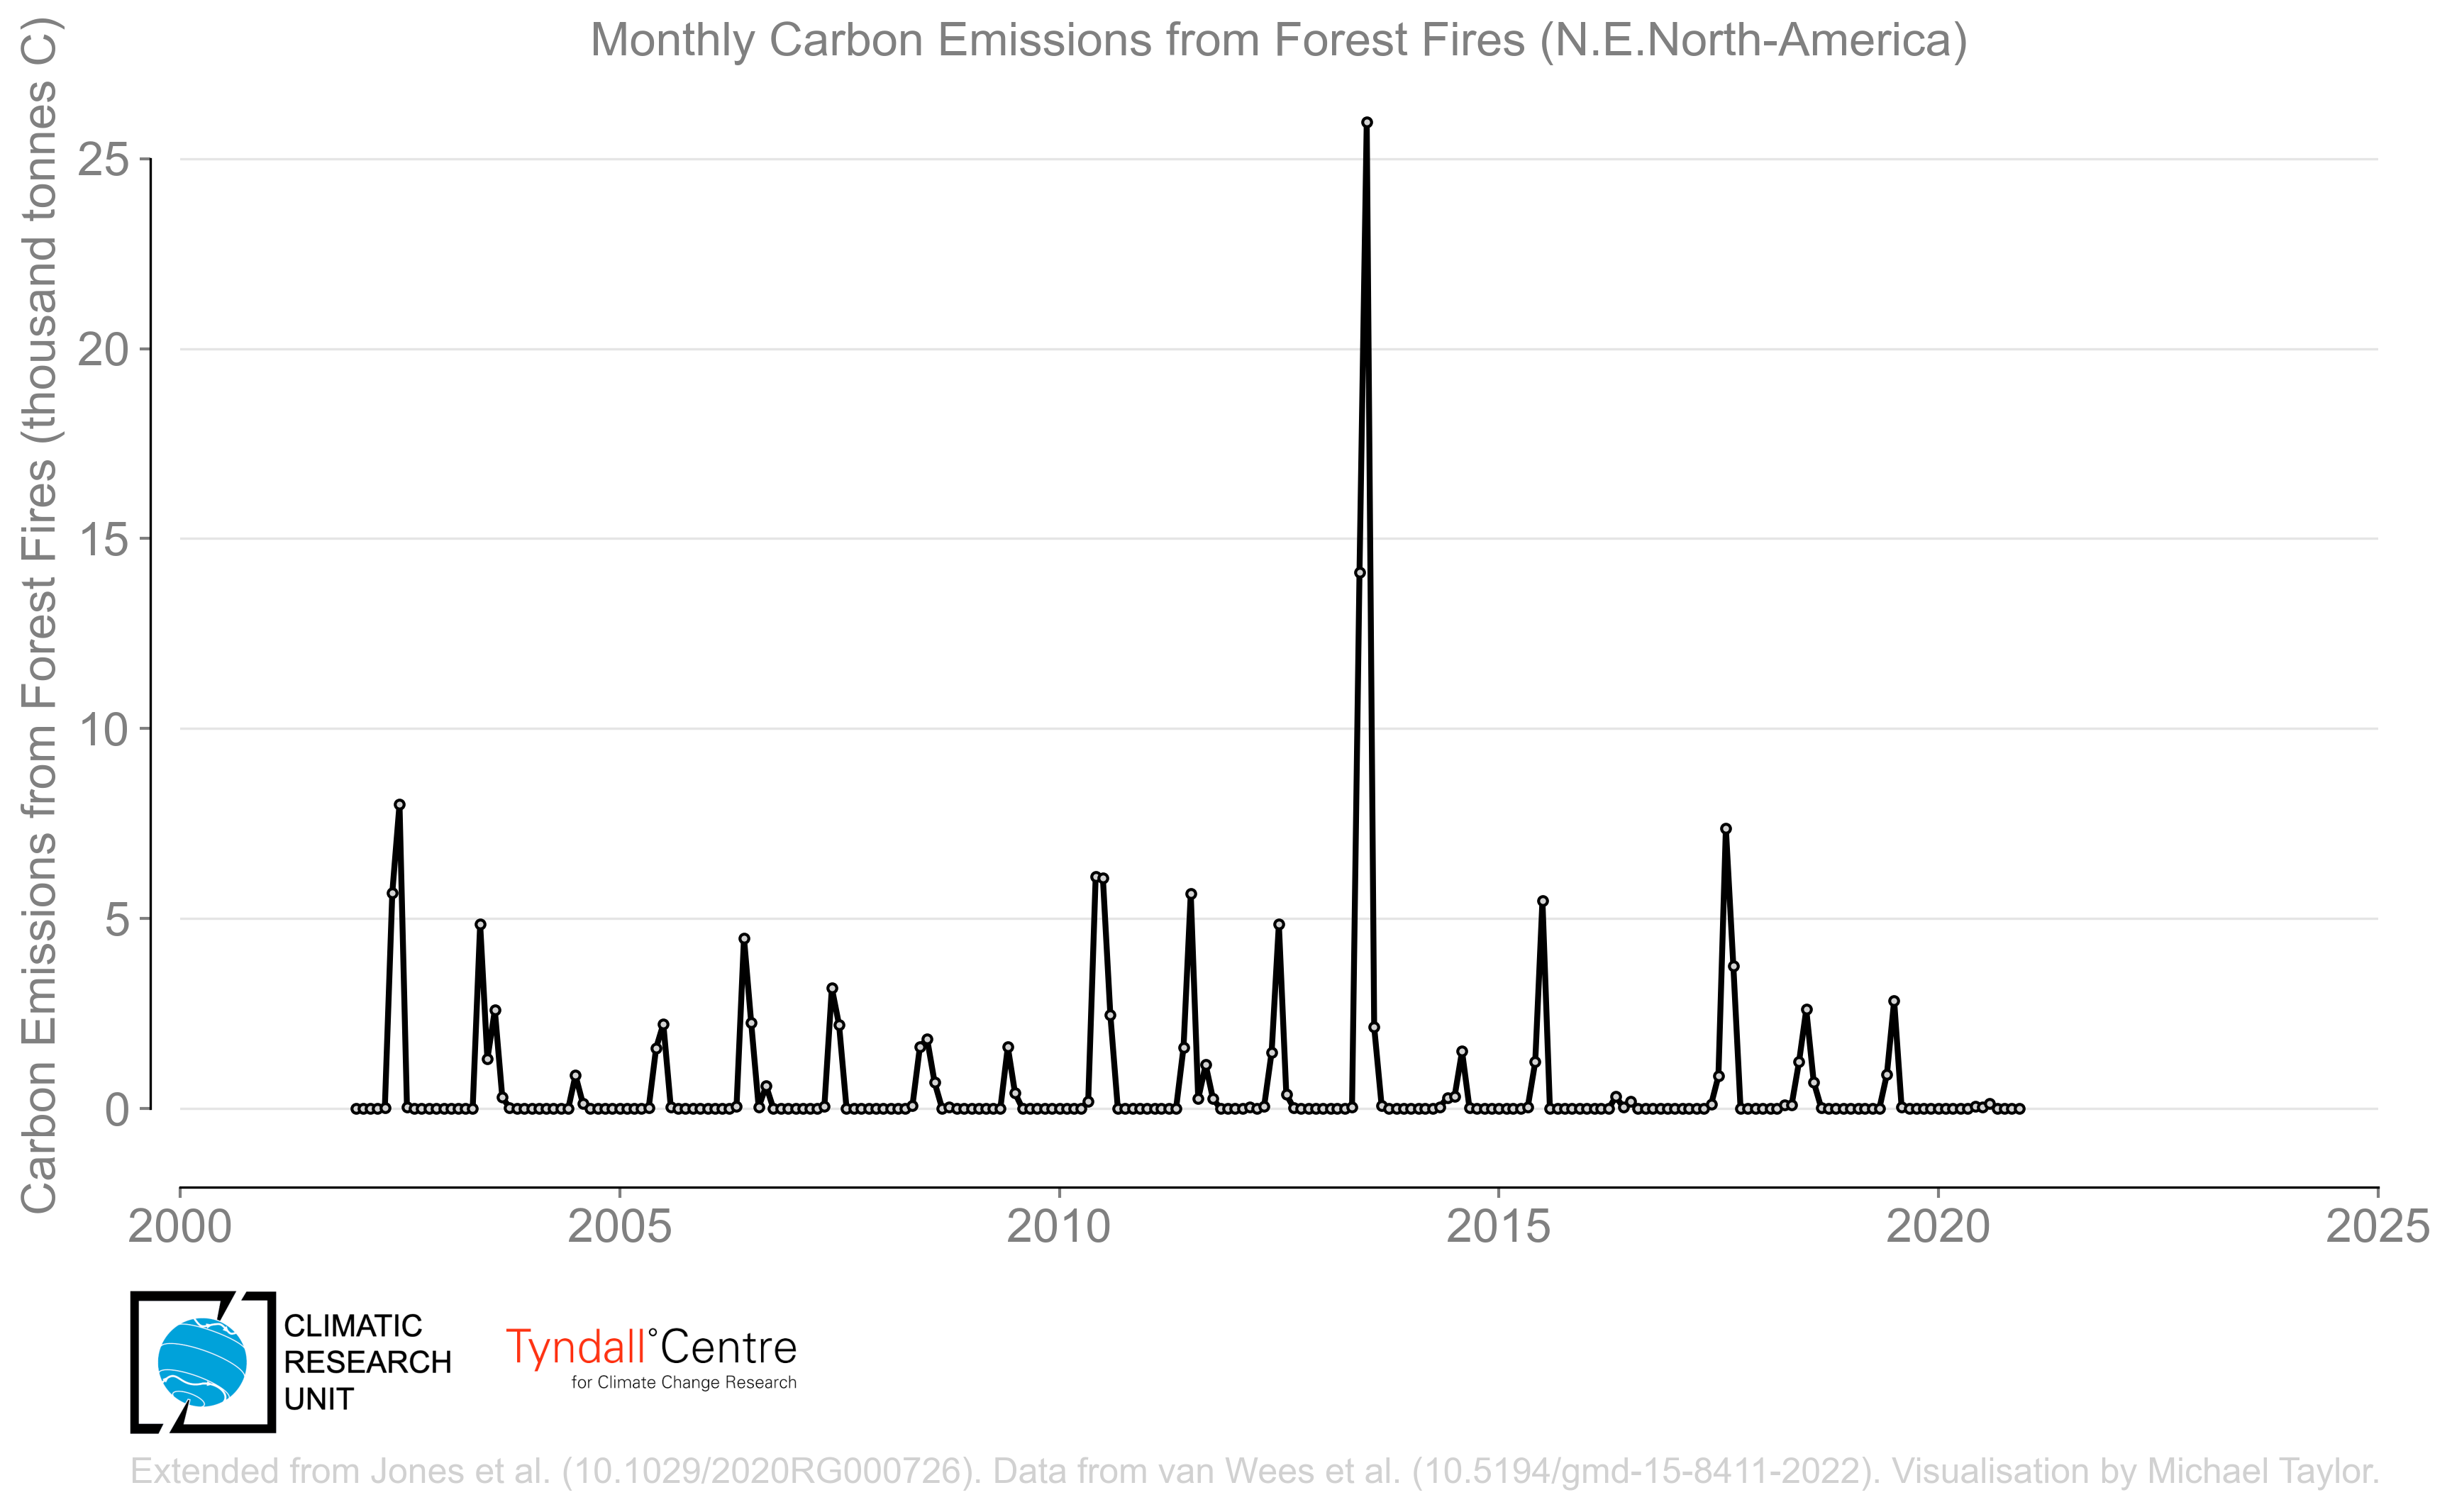 Monthly Carbon Emissions from Forest Fires (N.E.North-America)
Carbon Emissions from Forest Fires (thousand tonnes C)
25
20
15
10
5
0
2000 2005 2010 2015 2020 2025
CLIMATIC
RESEARCH
UNIT
Tyndall°Centre
for Climate Change Research
Extended from Jones et al. (10.1029/2020RG000726). Data from van Wees et al. (10.5194/gmd-15-8411-2022). Visualisation by Michael Taylor.